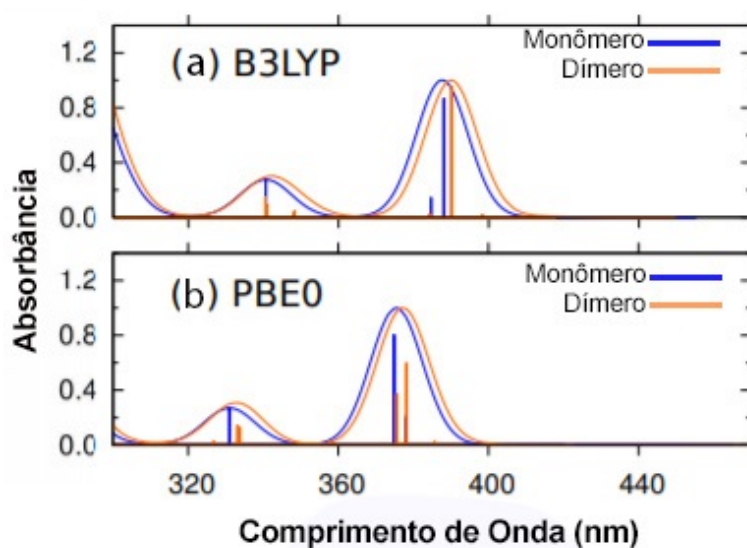 1.2
(a) B3LYP
Monômero
Dímero
0.8
0.4
0.0
Absorbância
1.2
(b) PBE0
Monômero
Dímero
0.8
0.4
0.0
320
360
400
440
Comprimento de Onda (nm)